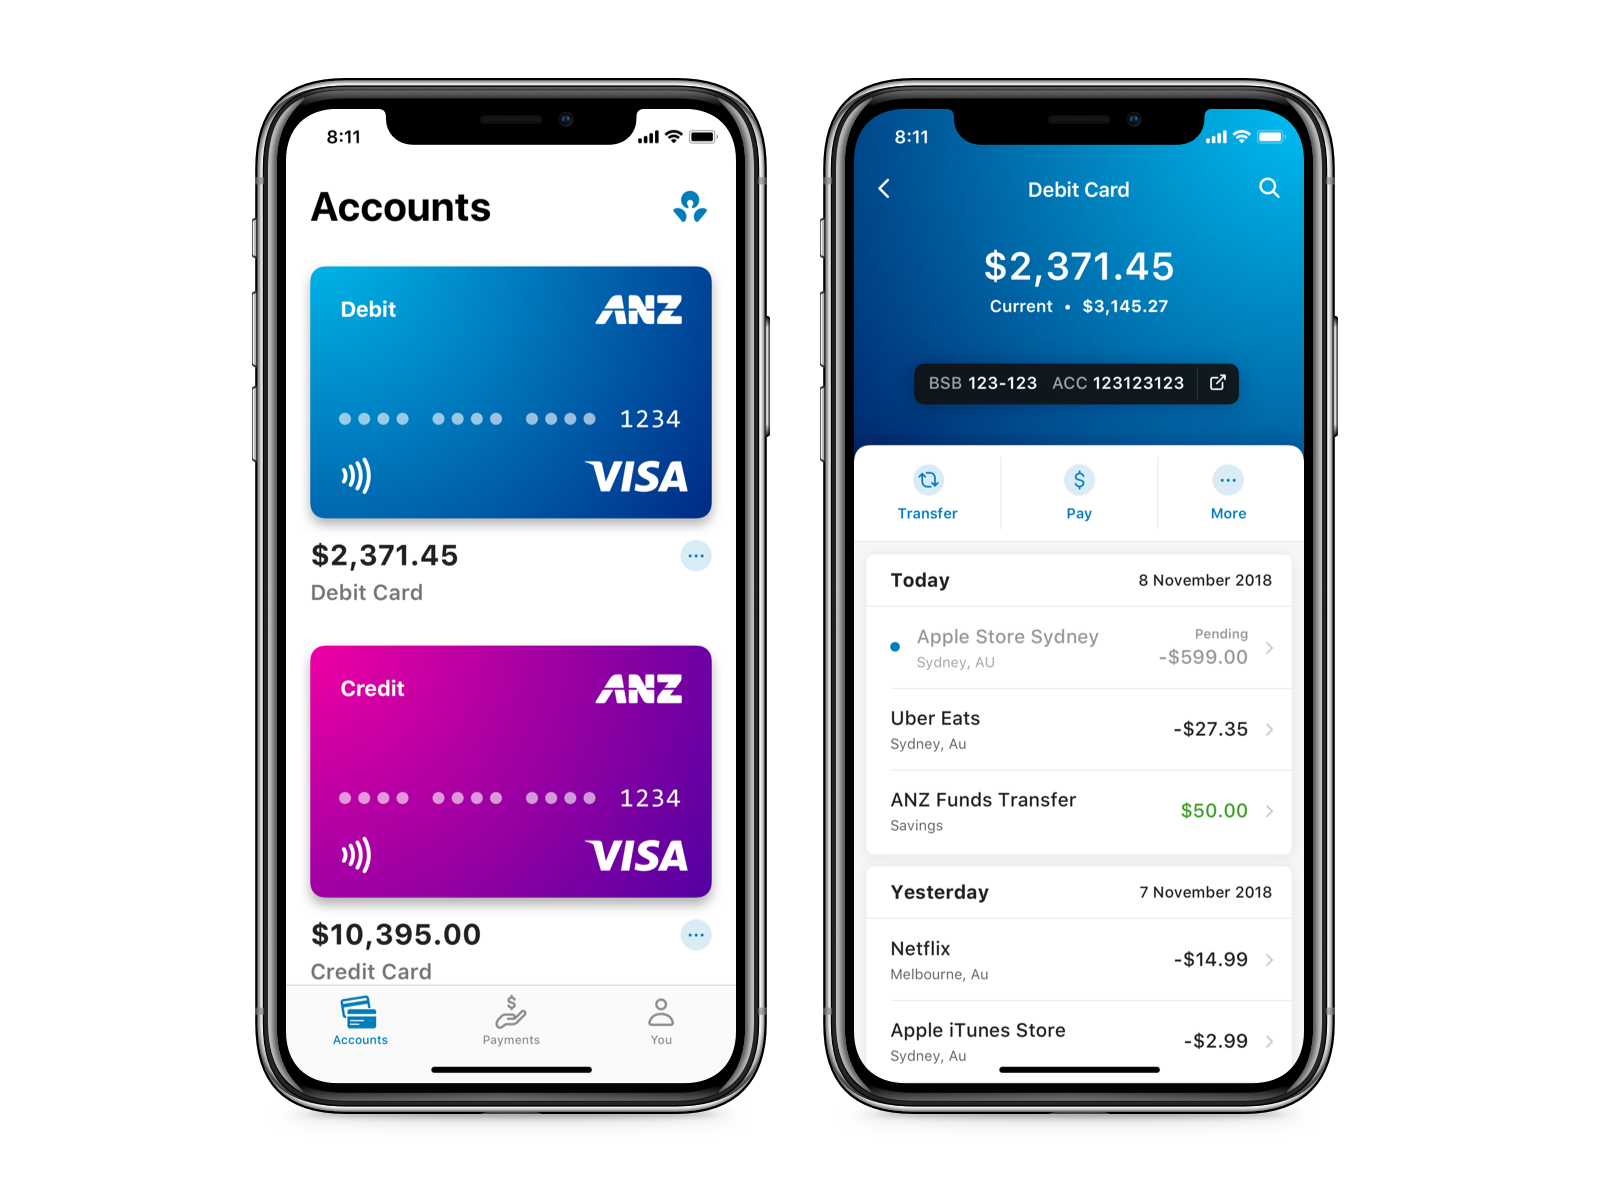 8:11
Accounts
Debit ANZ
1234
VISA
$2,371.45
Debit Card
Credit ANZ
1234
VISA
$10,395.00
Credit Card
Accounts Payments You
8:11
Debit Card
$2,371.45
Current • $3,145.27
BSB 123-123 ACC 123123123
Transfer Pay More
Today 8 November 2018
Apple Store Sydney Pending
Sydney, AU -$599.00
Uber Eats -$27.35
Sydney, Au
ANZ Funds Transfer $50.00
Savings
Yesterday 7 November 2018
Netflix -$14.99
Melbourne, Au
Apple iTunes Store -$2.99
Sydney, Au